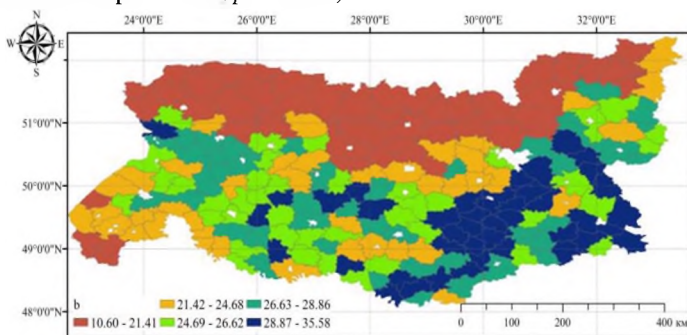 N
24°0'0"E 26°0'0"E 28°0'0"E 30°0'0"E 32°0'0"E
W E
S
51°0'0"N
50°0'0"N
49°0'0"N
48°0'0"N
b
21.42 - 24.68 26.63 - 28.86
10.60 - 21.41 24.69 - 26.62 28.87 - 35.58
0 100 200 400 км